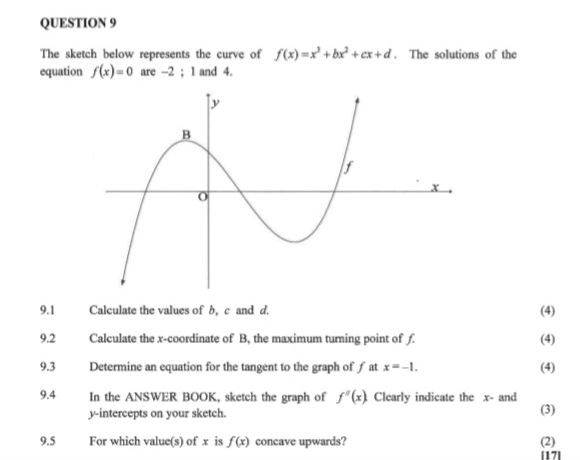 QUESTION 9
The sketch below represents the curve of f(x)=x³+bx²+cx+d. The solutions of the
equation f(x)=0 are −2 ; 1 and 4.
y
B
f
x
O
9.1 Calculate the values of b, c and d. (4)
9.2 Calculate the x-coordinate of B, the maximum turning point of f. (4)
9.3 Determine an equation for the tangent to the graph of f at x=−1. (4)
9.4 In the ANSWER BOOK, sketch the graph of f″(x). Clearly indicate the x- and
y-intercepts on your sketch. (3)
9.5 For which value(s) of x is f(x) concave upwards? (2)
[17]